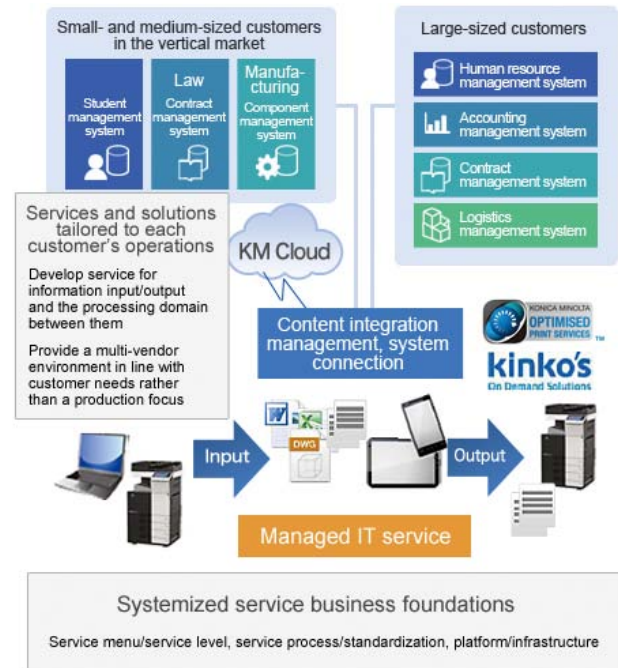 Small- and medium-sized customers
in the vertical market
Student
management
system
Law
Contract
management
system
Manufa-
cturing
Component
management
system
Large-sized customers
Human resource
management system
Accounting
management system
Contract
management system
Logistics
management system
Services and solutions
tailored to each
customer's operations
Develop service for
information input/output
and the processing domain
between them
Provide a multi-vendor
environment in line with
customer needs rather
than a production focus
KM Cloud
Content integration
management, system
connection
KONICA MINOLTA
OPTIMISED
PRINT SERVICES
TM
kinko's
On Demand Solutions
Input
W
X
DWG
Output
Managed IT service
Systemized service business foundations
Service menu/service level, service process/standardization, platform/infrastructure